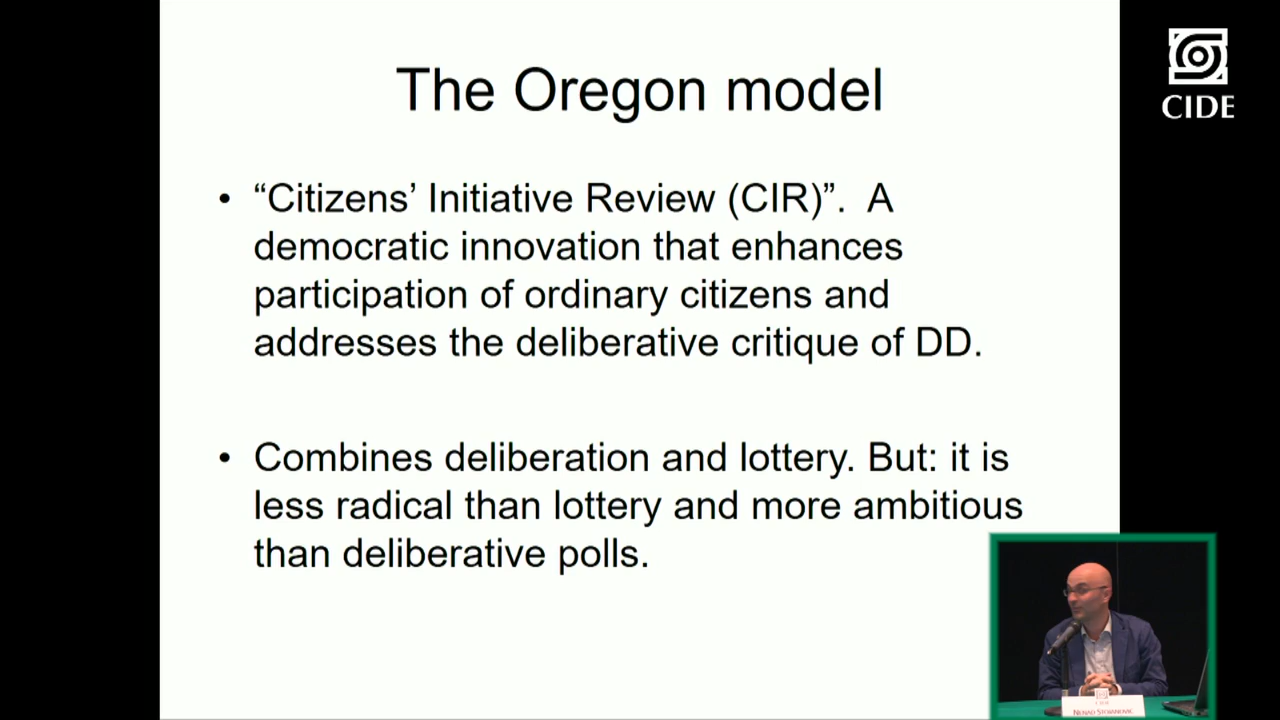 The Oregon model
CIDE
• “Citizens’ Initiative Review (CIR)”.  A
democratic innovation that enhances
participation of ordinary citizens and
addresses the deliberative critique of DD.
• Combines deliberation and lottery. But: it is
less radical than lottery and more ambitious
than deliberative polls.
NENAD STOJANOVIC